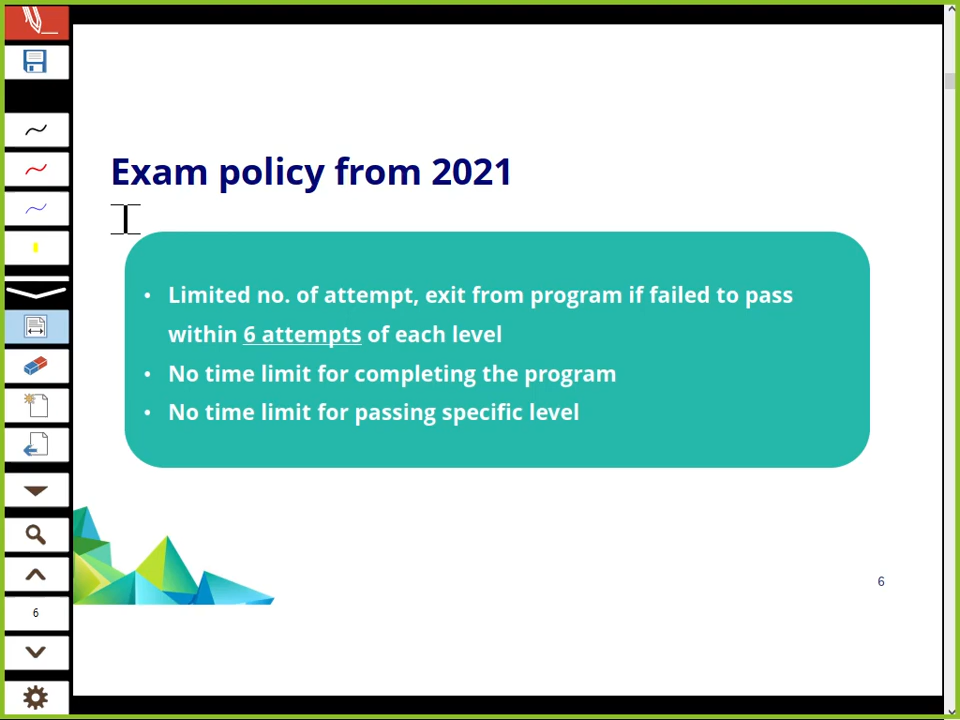 Exam policy from 2021
• Limited no. of attempt, exit from program if failed to pass
within 6 attempts of each level
• No time limit for completing the program
• No time limit for passing specific level
6
6